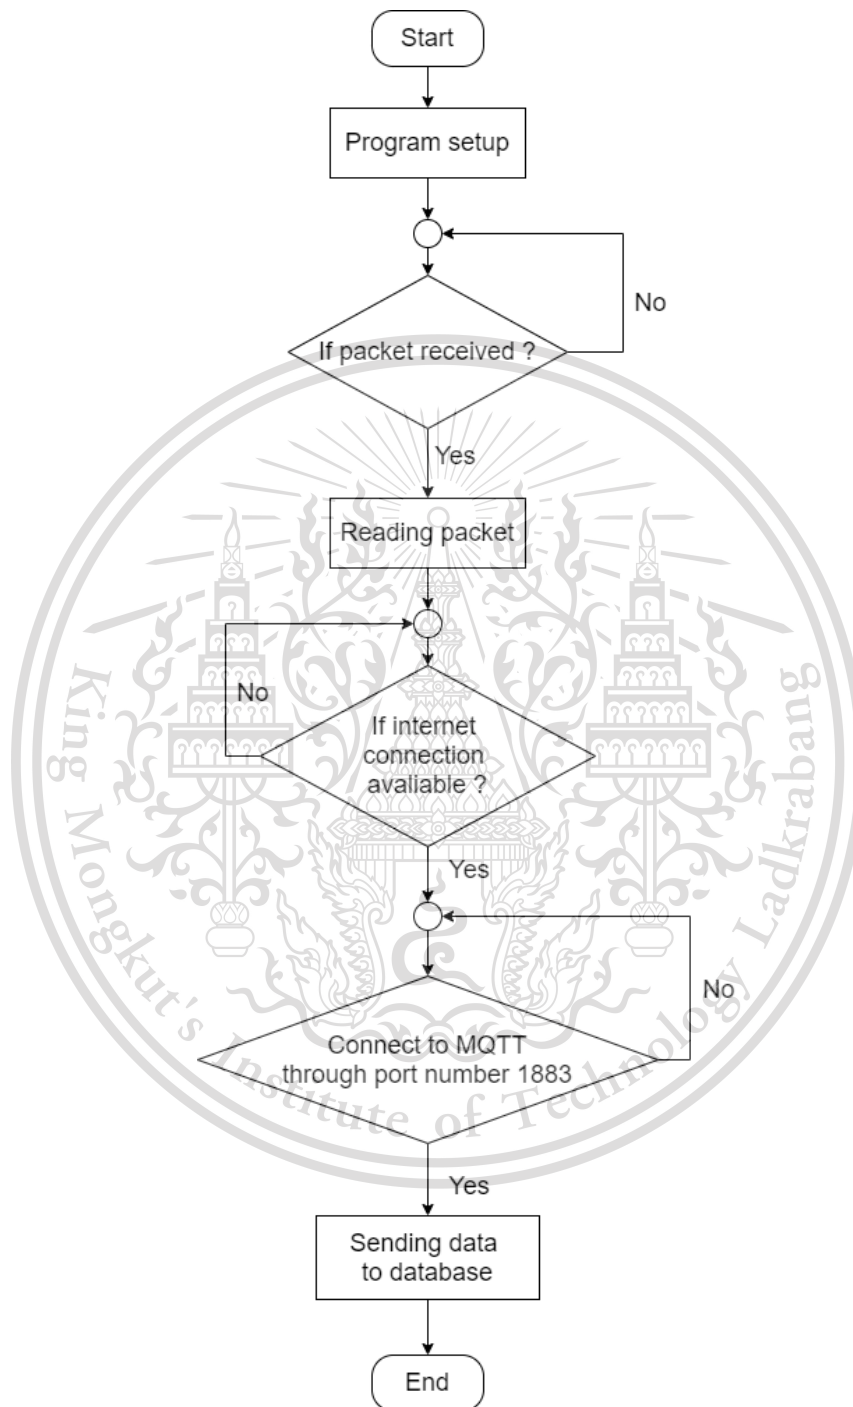 Start
Program setup
No
If packet received ?
Yes
Reading packet
No
If internet
connection
avaliable ?
Yes
No
Connect to MQTT
through port number 1883
Yes
Sending data
to database
End
King Mongkut's Institute of Technology Ladkrabang